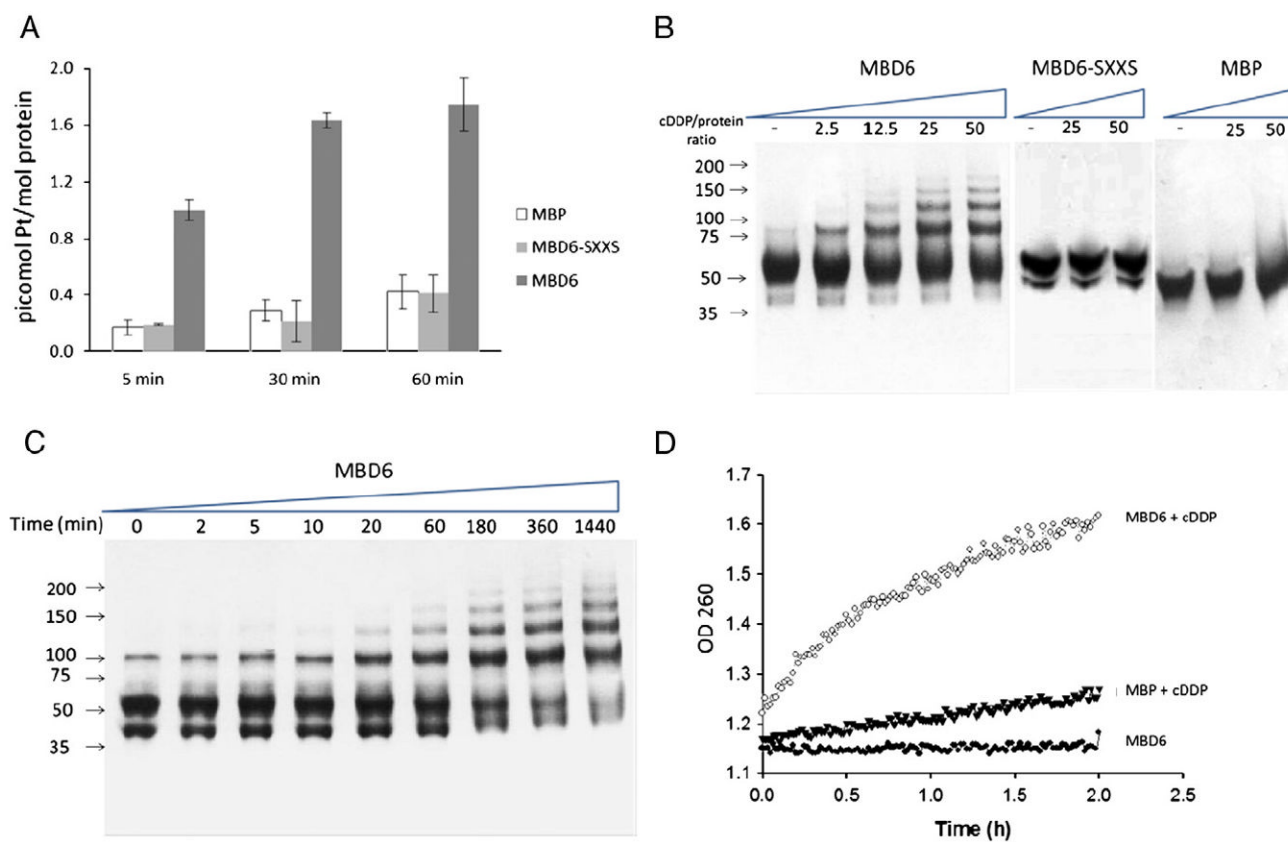 A
picomol Pt/mol protein
2.0
1.6
1.2
0.8
0.4
0.0
5 min
30 min
60 min
MBP
MBD6-SXXS
MBD6
B
MBD6
MBD6-SXXS
MBP
cDDP/protein ratio
- 2.5 12.5 25 50
- 25 50
- 25 50
200
150
100
75
50
35
C
MBD6
Time (min) 0 2 5 10 20 60 180 360 1440
200
150
100
75
50
35
D
OD 260
1.7
1.6
1.5
1.4
1.3
1.2
1.1
0.0 0.5 1.0 1.5 2.0 2.5
Time (h)
MBD6 + cDDP
MBP + cDDP
MBD6